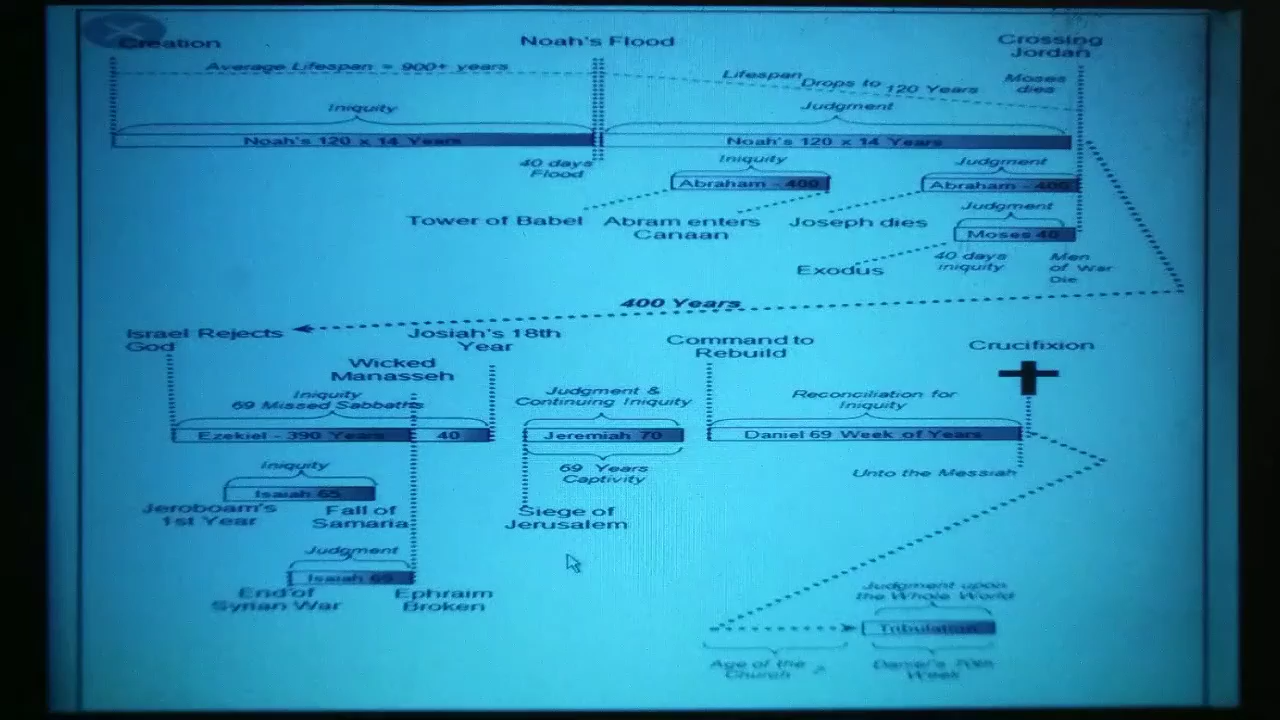 Creation
Noah's Flood
Crossing
Jordan
Average Lifespan = 900+ years
Lifespan Drops to 120 Years
Moses
dies
Iniquity
Judgment
Noah's 120 x 14 Years
Noah's 120 x 14 Years
40 days
Flood
Iniquity
Judgment
Abraham - 400
Abraham - 400
Tower of Babel
Abram enters
Canaan
Joseph dies
Judgment
Moses 40
Exodus
40 days
iniquity
Men
of War
Die
400 Years
Israel Rejects
God
Josiah's 18th
Year
Wicked
Manasseh
Command to
Rebuild
Crucifixion
Iniquity
69 Missed Sabbaths
Judgment &
Continuing Iniquity
Reconciliation for
Iniquity
Ezekiel - 390 Years
40
Jeremiah 70
Daniel 69 Week of Years
69 Years
Captivity
Unto the Messiah
Iniquity
Isaiah 65
Jeroboam's
1st Year
Fall of
Samaria
Siege of
Jerusalem
Judgment
Isaiah 65
End of
Syrian War
Ephraim
Broken
Judgment upon
the Whole World
Tribulation
Age of the
Church
Daniel's 70th
Week